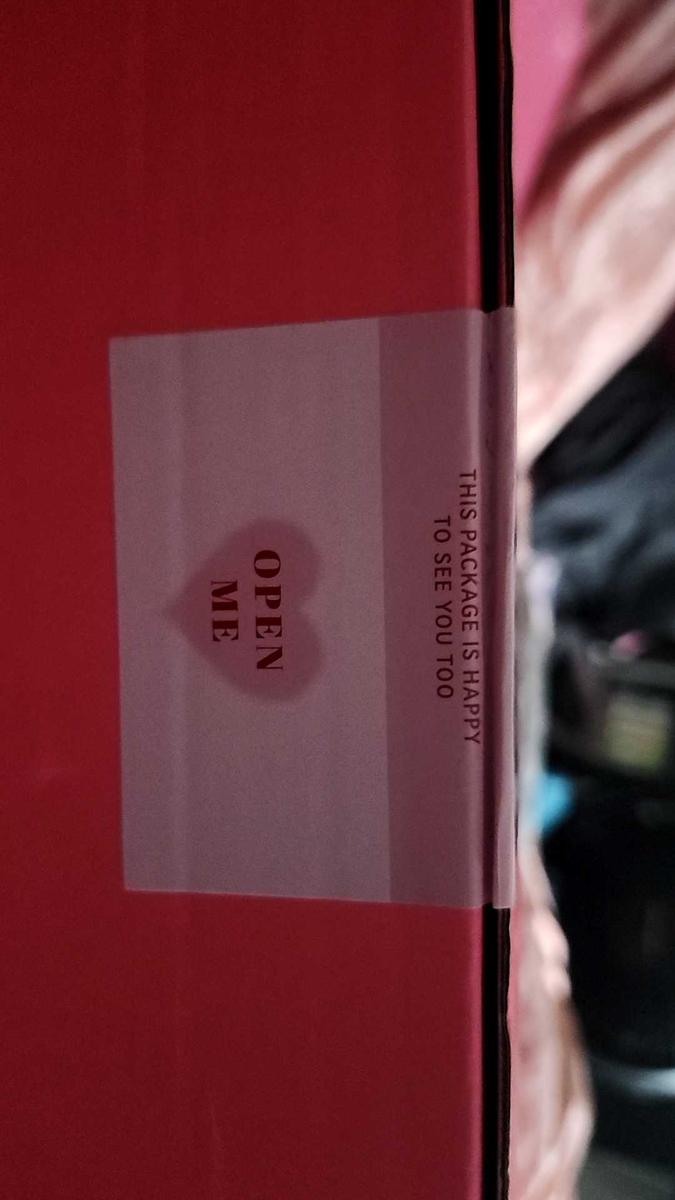 THIS PACKAGE IS HAPPY
TO SEE YOU TOO
OPEN
ME